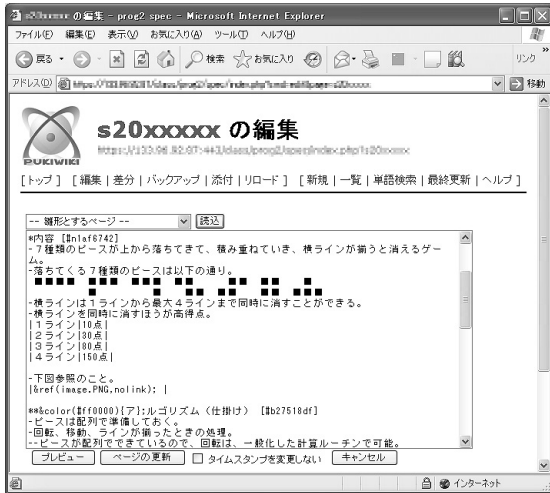 s20xxxxx の編集 - prog2 spec - Microsoft Internet Explorer
ファイル(F) 編集(E) 表示(V) お気に入り(A) ツール(T) ヘルプ(H)
戻る 検索 お気に入り リンク
アドレス(D) 移動
s20xxxxx の編集
PUKIWIKI
[トップ] [編集 | 差分 | バックアップ | 添付 | リロード] [新規 | 一覧 | 単語検索 | 最終更新 | ヘルプ]
-- 雛形とするページ -- 読込
*内容 [#n1af6742]
-７種類のピースが上から落ちてきて、積み重ねていき、横ラインが揃うと消えるゲー
ム。
-落ちてくる７種類のピースは以下の通り。
■■■■ ■■■ ■■■ ■■■ ■■ ■■ ■■ ■
■ ■ ■ ■■ ■■ ■■ ■■■
-横ラインは１ラインから最大４ラインまで同時に消すことができる。
-横ラインを同時に消すほうが高得点。
|１ライン|10点|
|２ライン|30点|
|３ライン|80点|
|４ライン|150点|
-下図参照のこと。
|&ref(image.PNG,nolink); |
**&color(#ff0000){ア};ルゴリズム（仕掛け） [#b27518df]
-ピースは配列で準備しておく。
-回転、移動、ラインが揃ったときの処理。
--ピースが配列でできているので、回転は、一般化した計算ルーチンで可能。
プレビュー ページの更新 タイムスタンプを変更しない キャンセル
インターネット